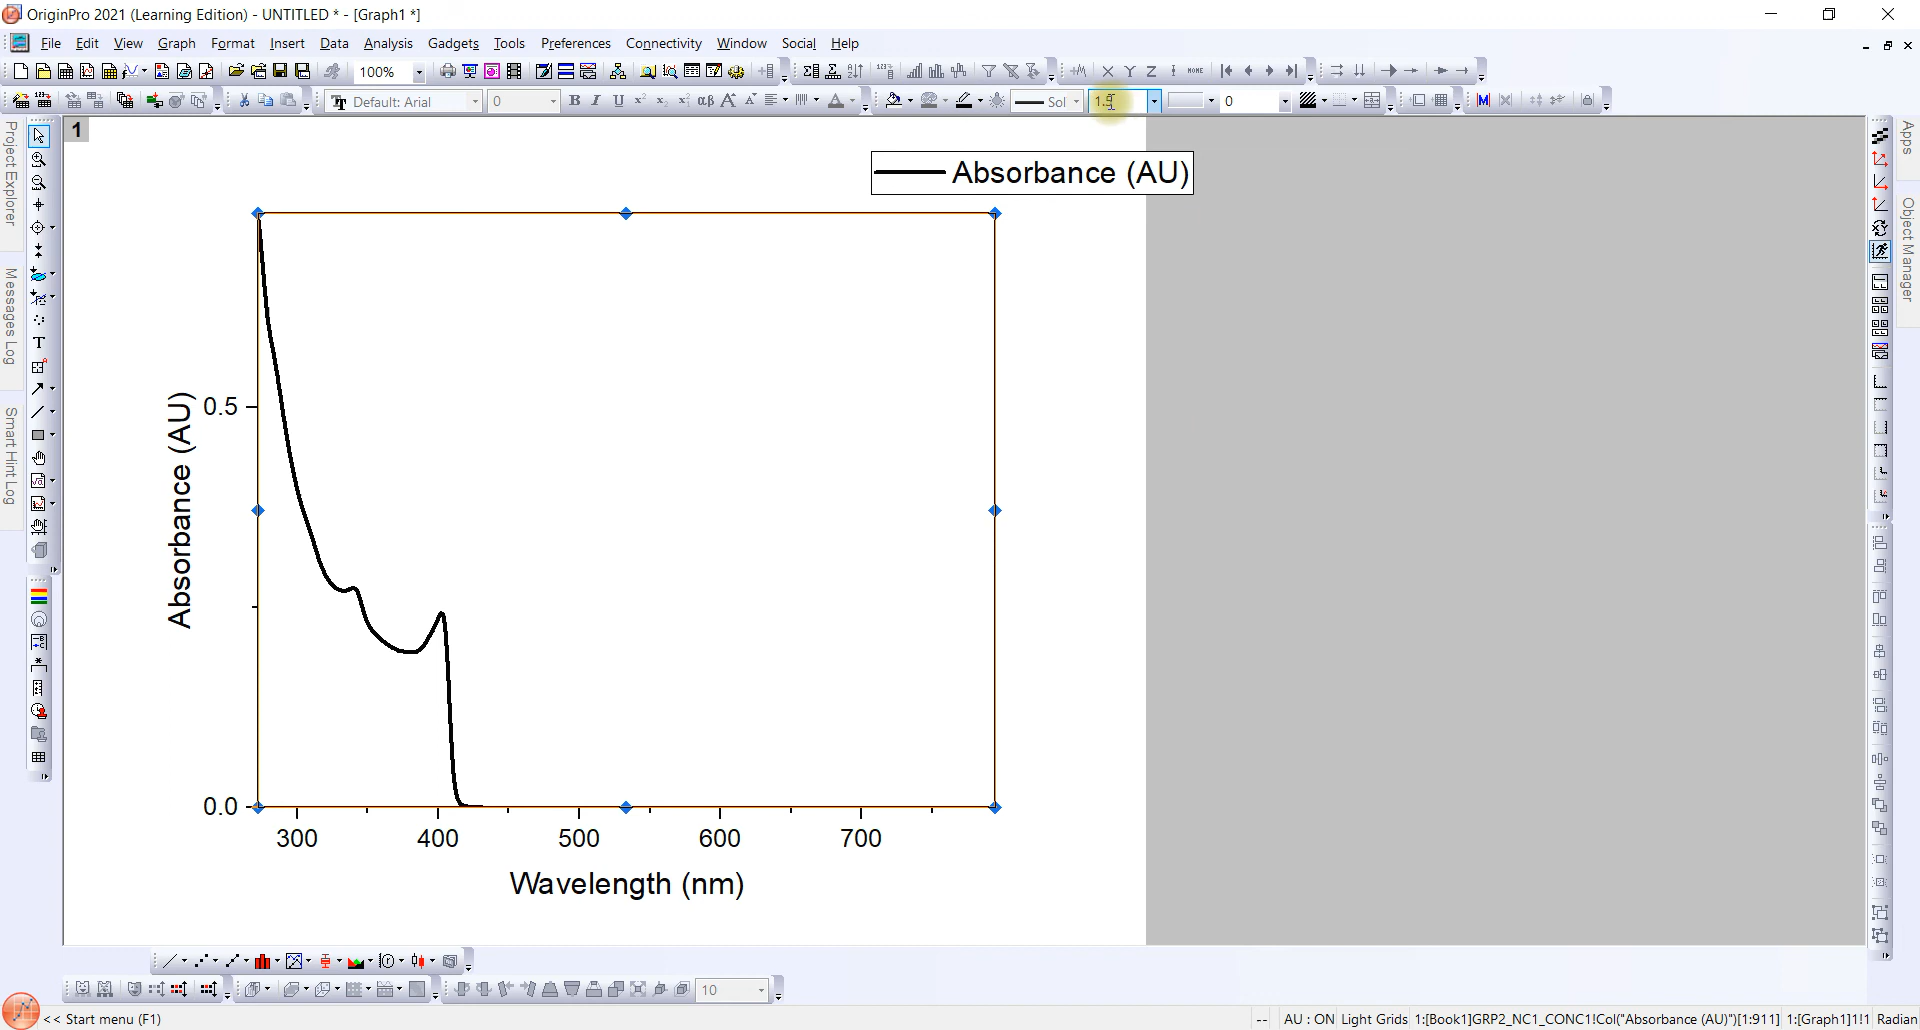 OriginPro 2021 (Learning Edition) - UNTITLED * - [Graph1 *]
File Edit View Graph Format Insert Data Analysis Gadgets Tools Preferences Connectivity Window Social Help
100%
Default: Arial 0 B I U αβ A A A Sol 1.5 0
1
Project Explorer
Messages Log
Smart Hint Log
Apps
Object Manager
Absorbance (AU)
Absorbance (AU)
0.5
0.0
300 400 500 600 700
Wavelength (nm)
10
<< Start menu (F1)
-- AU : ON Light Grids 1:[Book1]GRP2_NC1_CONC1!Col("Absorbance (AU)")[1:911] 1:[Graph1]1!1 Radian